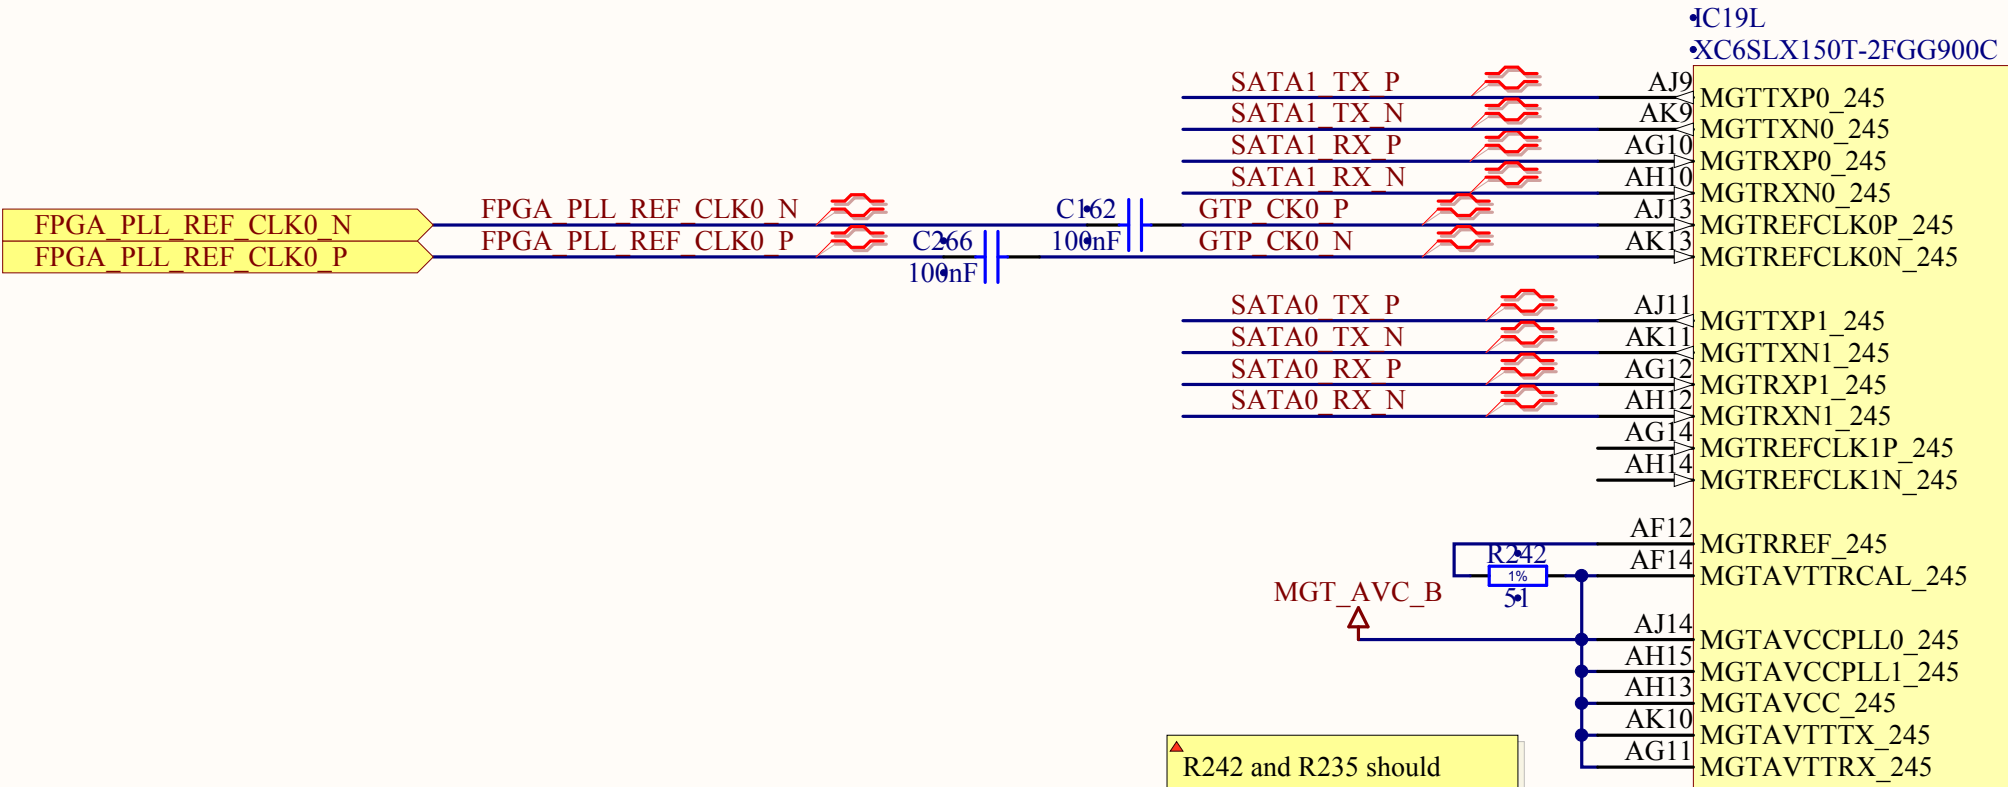 IC19L
XC6SLX150T-2FGG900C
SATA1_TX_P AJ9 MGTTXP0_245
SATA1_TX_N AK9 MGTTXN0_245
SATA1_RX_P AG10 MGTRXP0_245
SATA1_RX_N AH10 MGTRXN0_245
FPGA_PLL_REF_CLK0_N FPGA_PLL_REF_CLK0_N C162 GTP_CK0_P AJ13 MGTREFCLK0P_245
FPGA_PLL_REF_CLK0_P FPGA_PLL_REF_CLK0_P C266 100nF GTP_CK0_N AK13 MGTREFCLK0N_245
100nF
SATA0_TX_P AJ11 MGTTXP1_245
SATA0_TX_N AK11 MGTTXN1_245
SATA0_RX_P AG12 MGTRXP1_245
SATA0_RX_N AH12 MGTRXN1_245
AG14 MGTREFCLK1P_245
AH14 MGTREFCLK1N_245
AF12 MGTRREF_245
R242 AF14 MGTAVTTRCAL_245
1%
MGT_AVC_B 51
AJ14 MGTAVCCPLL0_245
AH15 MGTAVCCPLL1_245
AH13 MGTAVCC_245
AK10 MGTAVTTTX_245
AG11 MGTAVTTRX_245
R242 and R235 should